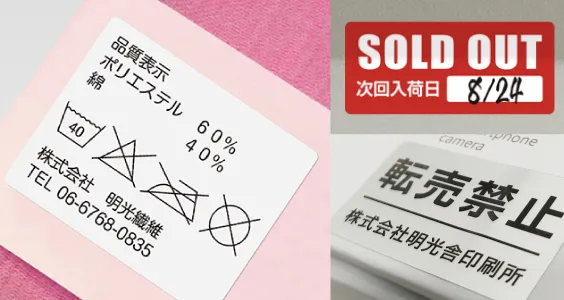 品質表示
ポリエステル 60%
綿 40%
40
株式会社 明光繊維
TEL 06-6768-0835
SOLD OUT
次回入荷日 8/24
phone
camera
転売禁止
株式会社明光舎印刷所